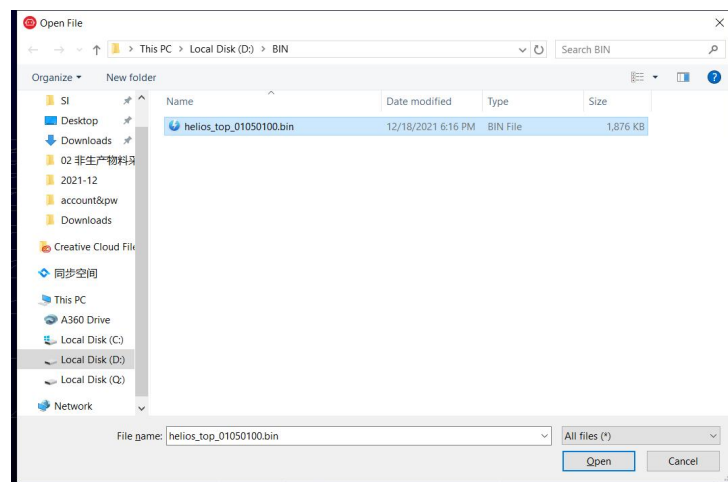 Open File
This PC > Local Disk (D:) > BIN
Search BIN
Organize
New folder
SI
Desktop
Downloads
02 非生产物料采
2021-12
account&pw
Downloads
Creative Cloud File
同步空间
This PC
A360 Drive
Local Disk (C:)
Local Disk (D:)
Local Disk (Q:)
Network
Name Date modified Type Size
helios_top_01050100.bin 12/18/2021 6:16 PM BIN File 1,876 KB
File name: helios_top_01050100.bin
All files (*)
Open Cancel